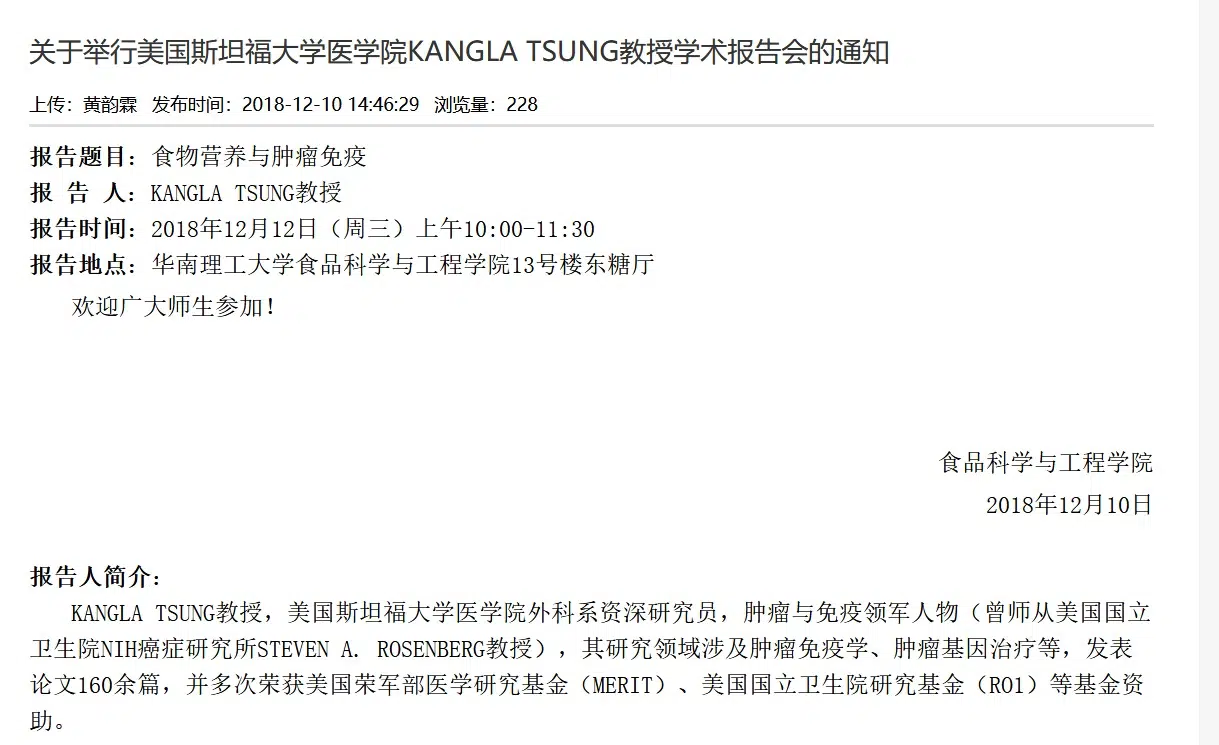 关于举行美国斯坦福大学医学院KANGLA TSUNG教授学术报告会的通知
上传：黄韵霖 发布时间：2018-12-10 14:46:29 浏览量：228
报告题目：食物营养与肿瘤免疫
报 告 人：KANGLA TSUNG教授
报告时间：2018年12月12日（周三）上午10:00-11:30
报告地点：华南理工大学食品科学与工程学院13号楼东糖厅
欢迎广大师生参加！
食品科学与工程学院
2018年12月10日
报告人简介：
KANGLA TSUNG教授，美国斯坦福大学医学院外科系资深研究员，肿瘤与免疫领军人物（曾师从美国国立
卫生院NIH癌症研究所STEVEN A. ROSENBERG教授），其研究领域涉及肿瘤免疫学、肿瘤基因治疗等，发表
论文160余篇，并多次荣获美国荣军部医学研究基金（MERIT）、美国国立卫生院研究基金（RO1）等基金资
助。